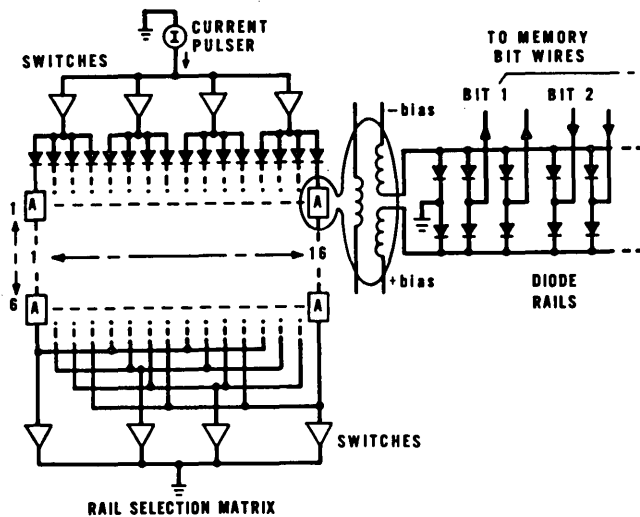 CURRENT
PULSER
I
SWITCHES
TO MEMORY
BIT WIRES
BIT 1
BIT 2
–bias
A
A
1
6
1
16
A
A
+bias
DIODE
RAILS
SWITCHES
RAIL SELECTION MATRIX